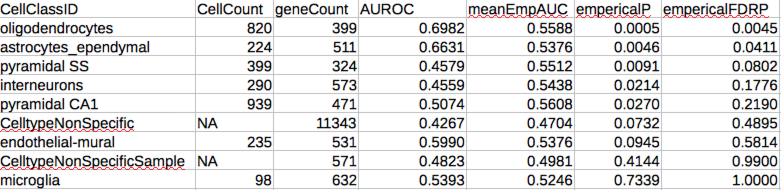 CellClassID CellCount geneCount AUROC meanEmpAUC empericalP empericalFDRP
oligodendrocytes 820 399 0.6982 0.5588 0.0005 0.0045
astrocytes_ependymal 224 511 0.6631 0.5376 0.0046 0.0411
pyramidal SS 399 324 0.4579 0.5512 0.0091 0.0802
interneurons 290 573 0.4559 0.5438 0.0214 0.1776
pyramidal CA1 939 471 0.5074 0.5608 0.0270 0.2190
CelltypeNonSpecific NA 11343 0.4267 0.4704 0.0732 0.4895
endothelial-mural 235 531 0.5990 0.5376 0.0945 0.5814
CelltypeNonSpecificSample NA 571 0.4823 0.4981 0.4144 0.9900
microglia 98 632 0.5393 0.5246 0.7339 1.0000